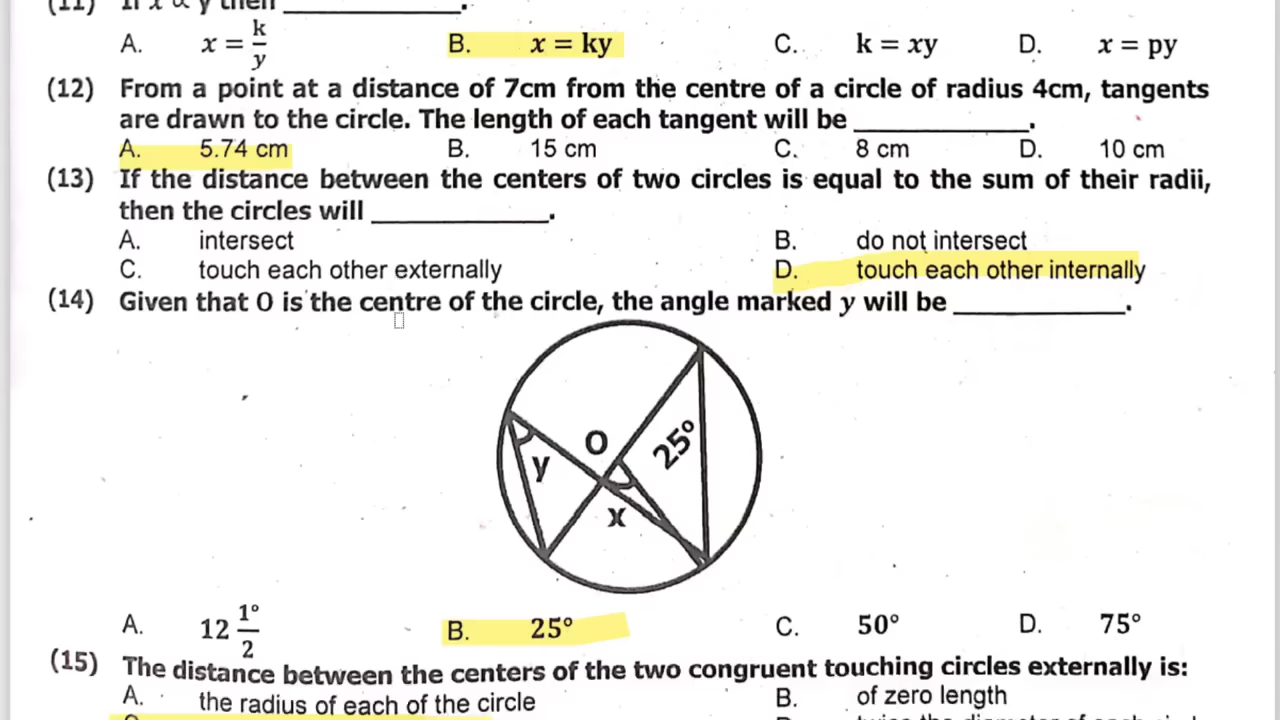 (11) If x ∝ y then ____________.
A. x = k/y B. x = ky C. k = xy D. x = py
(12) From a point at a distance of 7cm from the centre of a circle of radius 4cm, tangents
are drawn to the circle. The length of each tangent will be ____________.
A. 5.74 cm B. 15 cm C. 8 cm D. 10 cm
(13) If the distance between the centers of two circles is equal to the sum of their radii,
then the circles will ____________.
A. intersect B. do not intersect
C. touch each other externally D. touch each other internally
(14) Given that O is the centre of the circle, the angle marked y will be ____________.
O
25°
y
x
A. 12 1°/2 B. 25° C. 50° D. 75°
(15) The distance between the centers of the two congruent touching circles externally is:
A. the radius of each of the circle B. of zero length